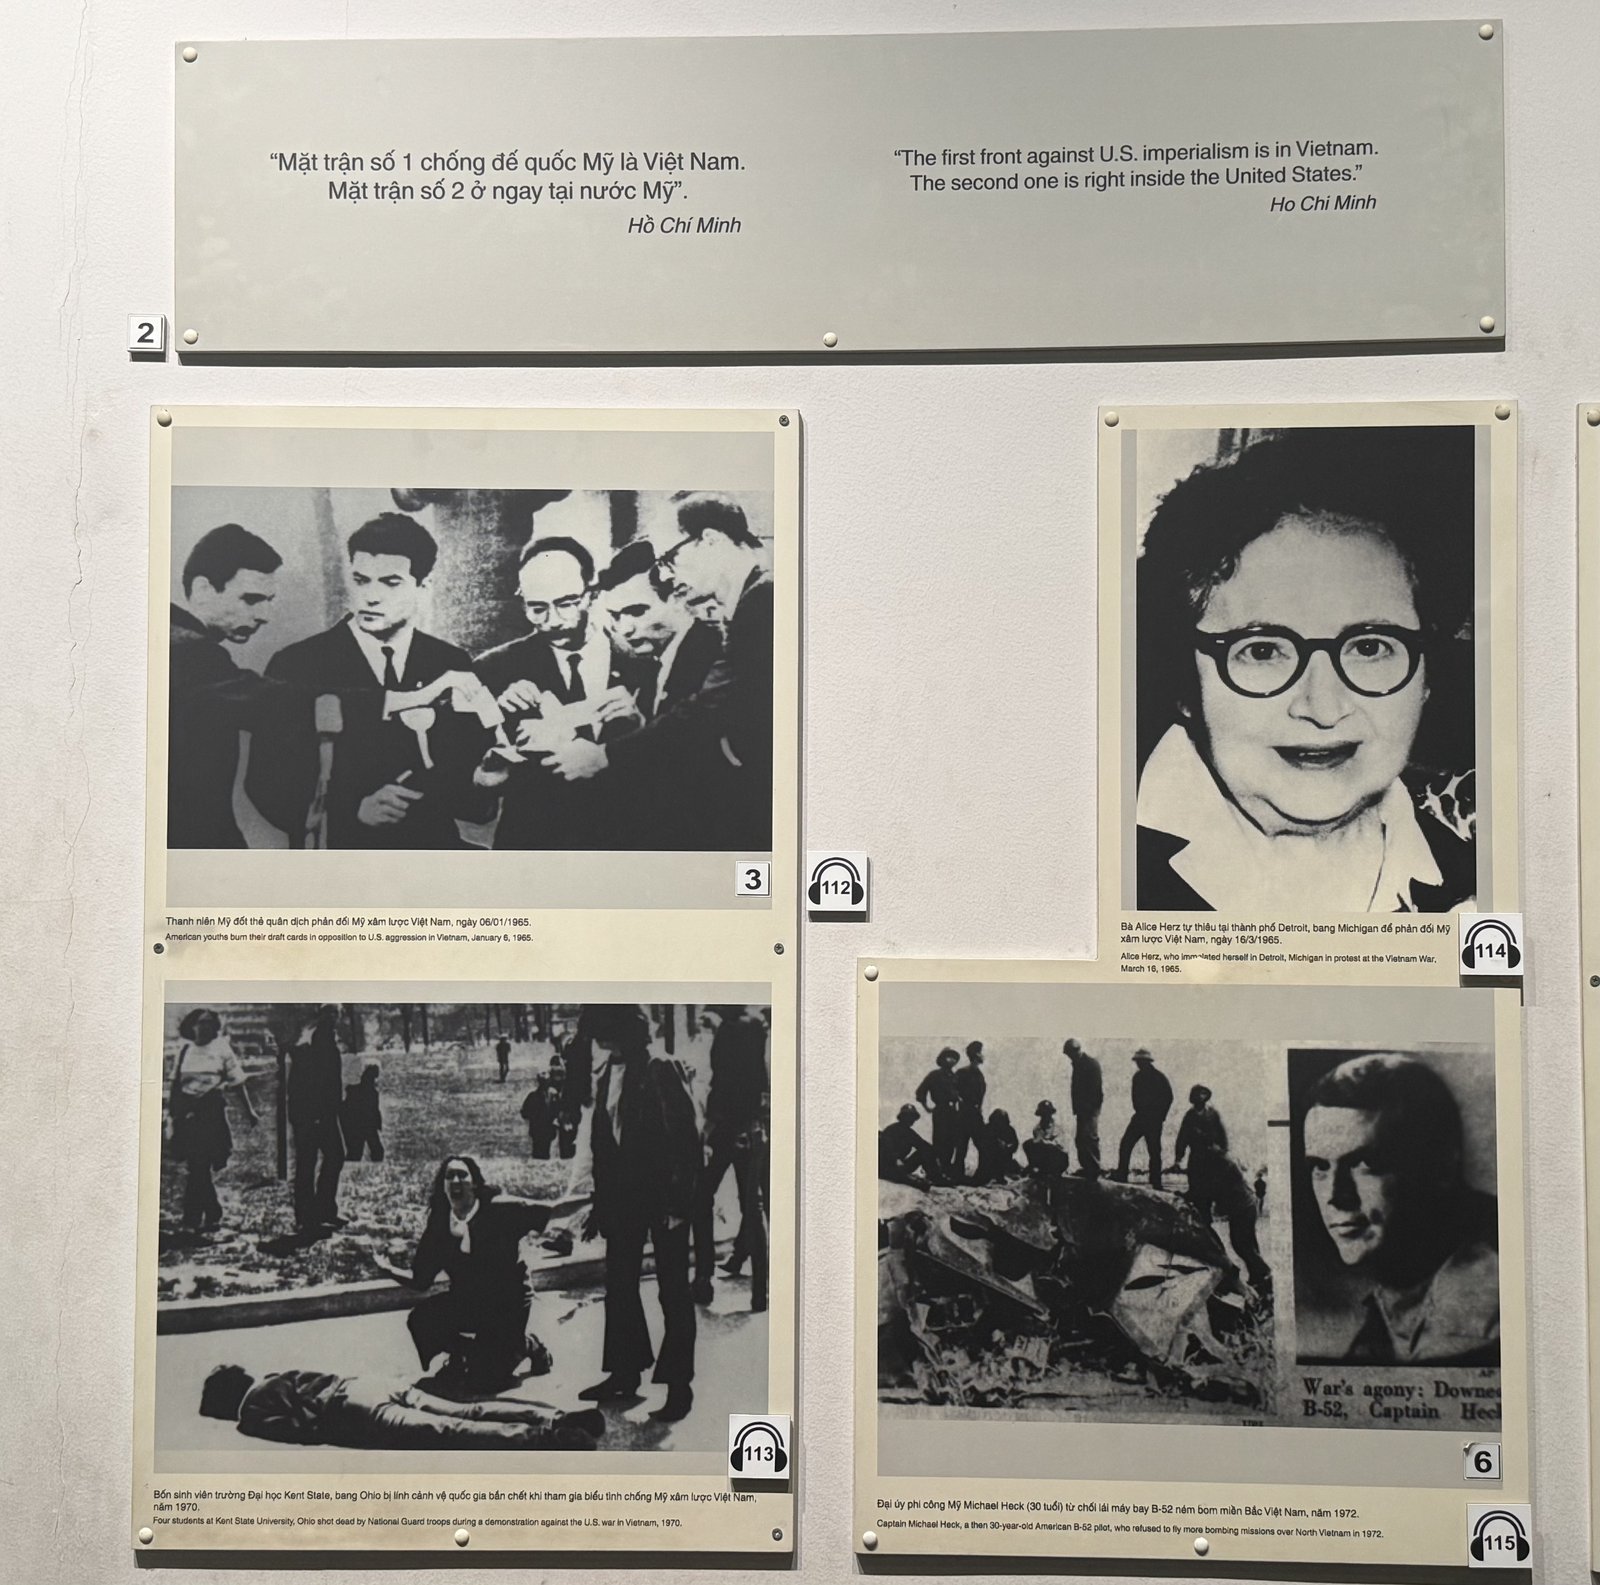 “Mặt trận số 1 chống đế quốc Mỹ là Việt Nam.
Mặt trận số 2 ở ngay tại nước Mỹ”.
Hồ Chí Minh
“The first front against U.S. imperialism is in Vietnam.
The second one is right inside the United States.”
Ho Chi Minh
2
3
112
Thanh niên Mỹ đốt thẻ quân dịch phản đối Mỹ xâm lược Việt Nam, ngày 06/01/1965.
American youths burn their draft cards in opposition to U.S. aggression in Vietnam, January 6, 1965.
Bà Alice Herz tự thiêu tại thành phố Detroit, bang Michigan để phản đối Mỹ
xâm lược Việt Nam, ngày 16/3/1965.
Alice Herz, who herself in Detroit, Michigan in protest at the Vietnam War,
March 16, 1965.
114
113
Bốn sinh viên trường Đại học Kent State, bang Ohio bị lính cảnh vệ quốc gia bắn chết khi tham gia biểu tình chống Mỹ xâm lược Việt Nam,
năm 1970.
Four students at Kent State University, Ohio shot dead by National Guard troops during a demonstration against the U.S. war in Vietnam, 1970.
AP
War's agony: Downe
B-52, Captain Hec
UPI
6
Đại úy phi công Mỹ Michael Heck (30 tuổi) từ chối lái máy bay B-52 ném bom miền Bắc Việt Nam, năm 1972.
Captain Michael Heck, a then 30-year-old American B-52 pilot, who refused to fly more bombing missions over North Vietnam in 1972.
115